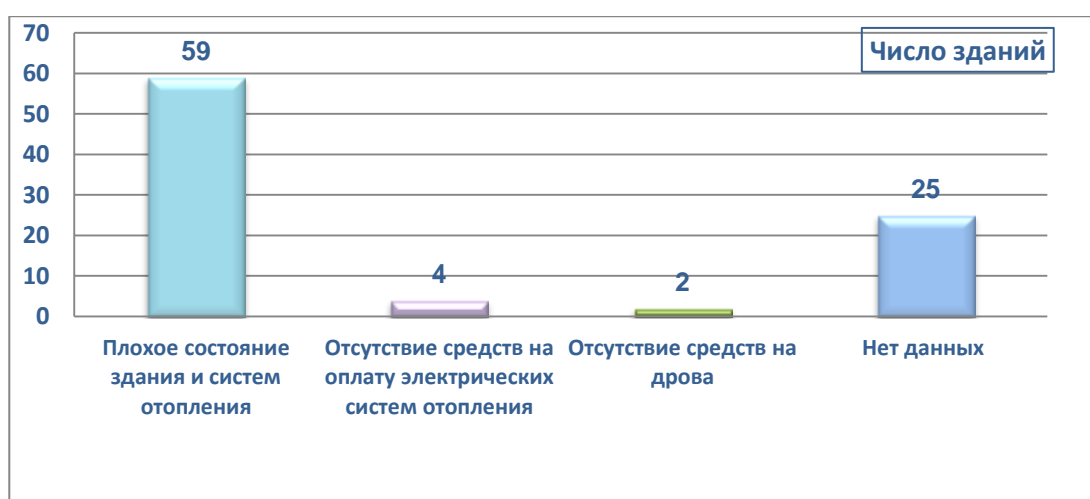 70
60
50
40
30
20
10
0
Число зданий
59
4
2
25
Плохое состояние
здания и систем
отопления
Отсутствие средств на
оплату электрических
систем отопления
Отсутствие средств на
дрова
Нет данных